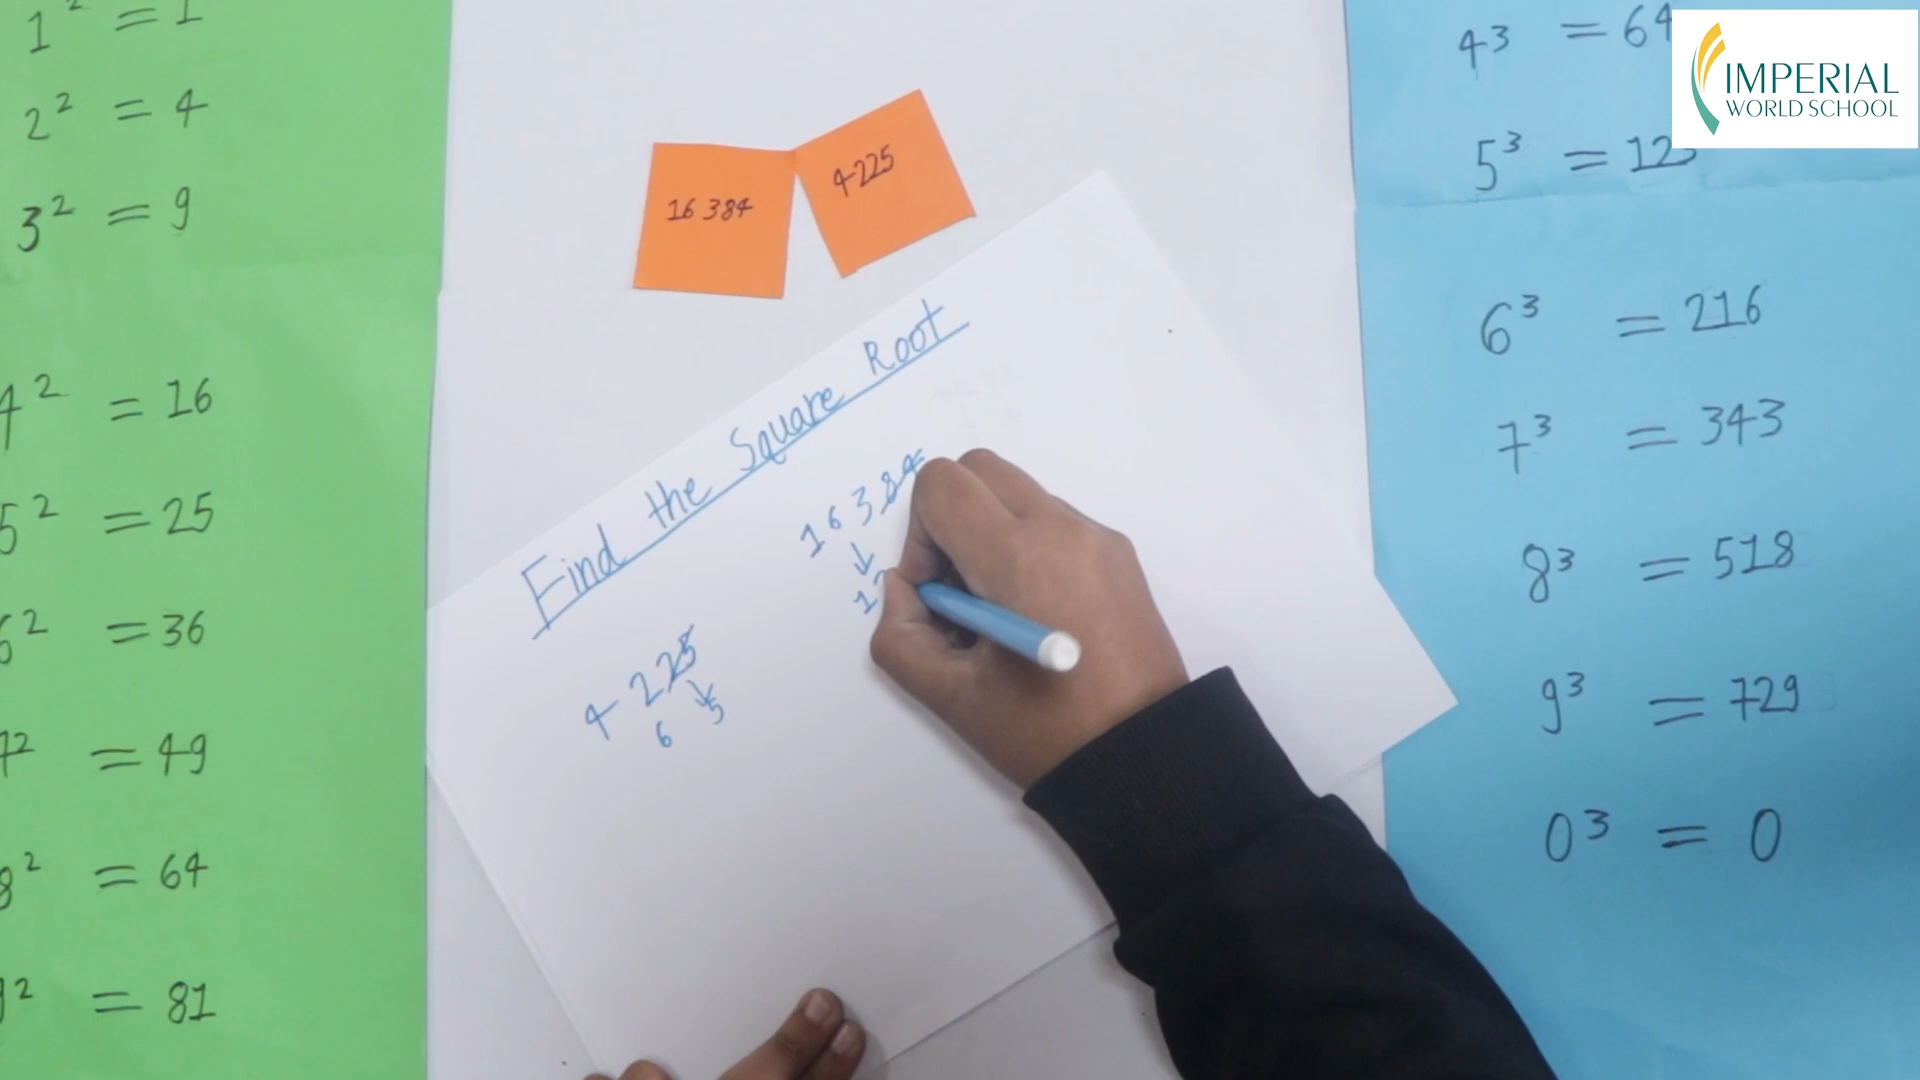 1² = 1
2² = 4
3² = 9
4² = 16
5² = 25
6² = 36
7² = 49
8² = 64
9² = 81
16384
4225
Find the Square Root
16384
1
4225
6 5
4³ = 64
5³ = 125
6³ = 216
7³ = 343
8³ = 518
9³ = 729
0³ = 0
IMPERIAL
WORLD SCHOOL